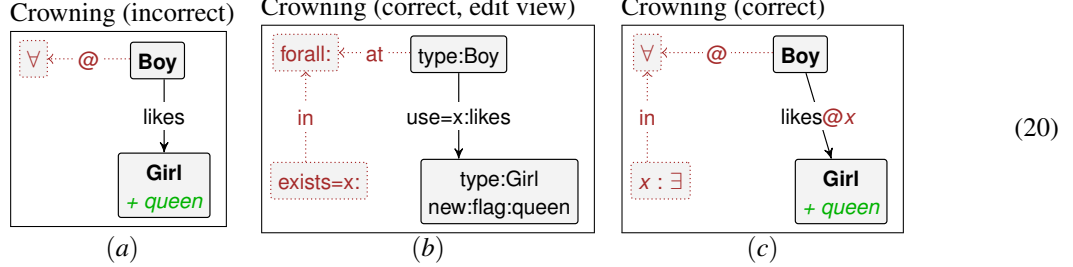 Crowning (incorrect)
∀ @ Boy
likes
Girl
+ queen
(a)
Crowning (correct, edit view)
forall: at type:Boy
in use=x:likes
exists=x: type:Girl
new:flag:queen
(b)
Crowning (correct)
∀ @ Boy
in likes@x
x : ∃ Girl
+ queen
(c)
(20)